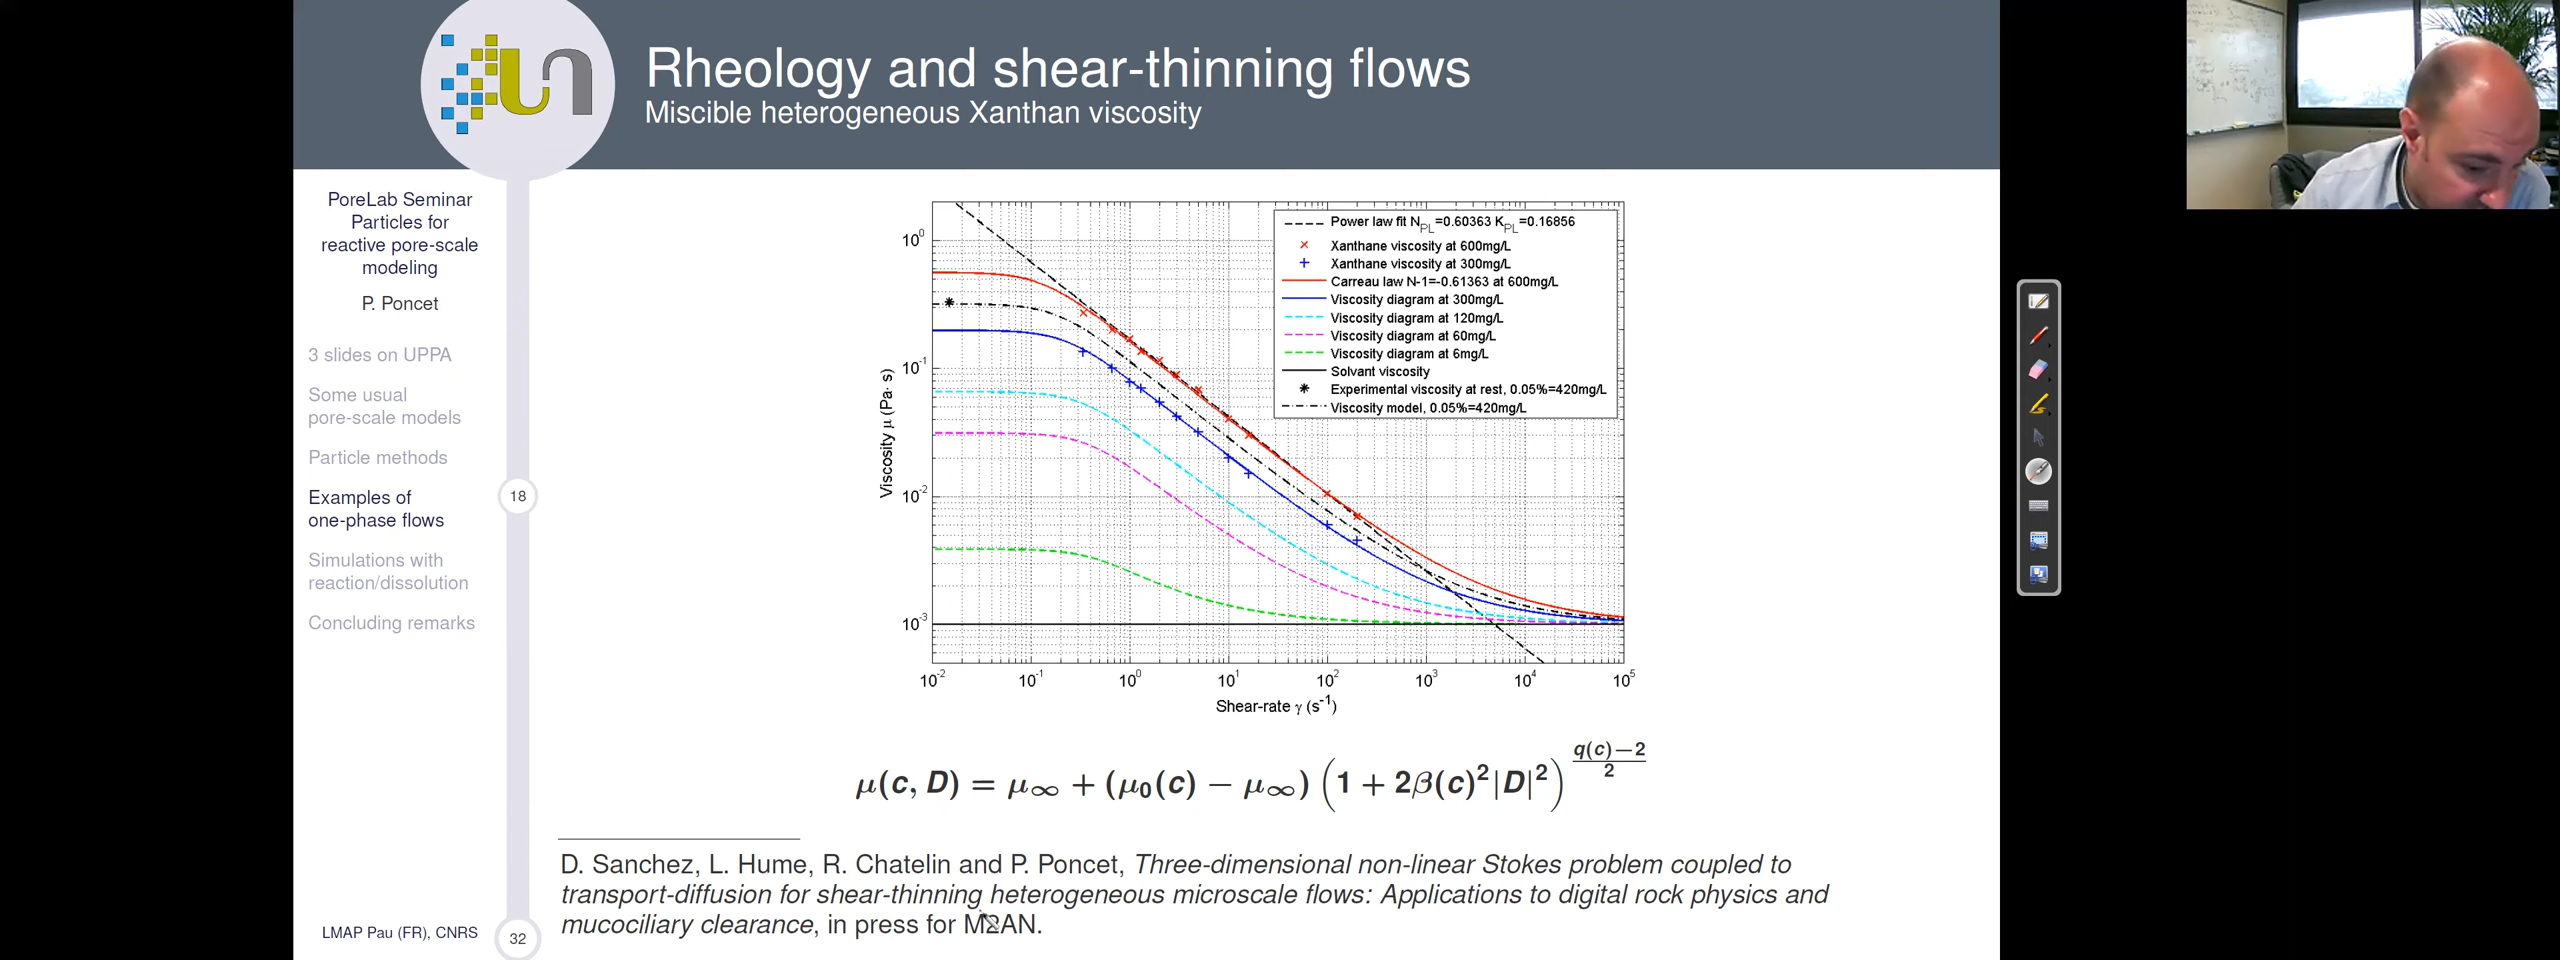 Rheology and shear-thinning flows
Miscible heterogeneous Xanthan viscosity
PoreLab Seminar
Particles for
reactive pore-scale
modeling
P. Poncet
3 slides on UPPA
Some usual
pore-scale models
Particle methods
Examples of
one-phase flows
Simulations with
reaction/dissolution
Concluding remarks
18
LMAP Pau (FR), CNRS
32
Power law fit N_PL=0.60363 K_PL=0.16856
Xanthane viscosity at 600mg/L
Xanthane viscosity at 300mg/L
Carreau law N-1=-0.61363 at 600mg/L
Viscosity diagram at 300mg/L
Viscosity diagram at 120mg/L
Viscosity diagram at 60mg/L
Viscosity diagram at 6mg/L
Solvant viscosity
Experimental viscosity at rest, 0.05%=420mg/L
Viscosity model, 0.05%=420mg/L
Viscosity μ (Pa· s)
10^0
10^-1
10^-2
10^-3
10^-2 10^-1 10^0 10^1 10^2 10^3 10^4 10^5
Shear-rate γ (s^-1)
μ(c, D) = μ∞ + (μ0(c) − μ∞) (1 + 2β(c)²|D|²)^((q(c)−2)/2)
D. Sanchez, L. Hume, R. Chatelin and P. Poncet, Three-dimensional non-linear Stokes problem coupled to
transport-diffusion for shear-thinning heterogeneous microscale flows: Applications to digital rock physics and
mucociliary clearance, in press for M2AN.